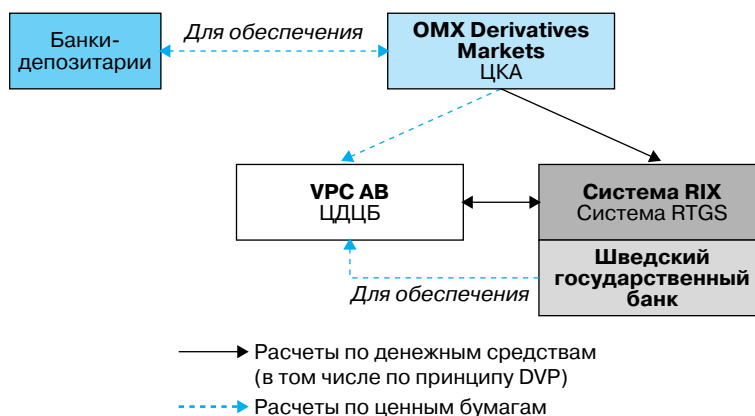 Банки-
депозитарии
Для обеспечения
OMX Derivatives
Markets
ЦКА
VPC AB
ЦДЦБ
Система RIX
Система RTGS
Шведский
государственный
банк
Для обеспечения
Расчеты по денежным средствам
(в том числе по принципу DVP)
Расчеты по ценным бумагам